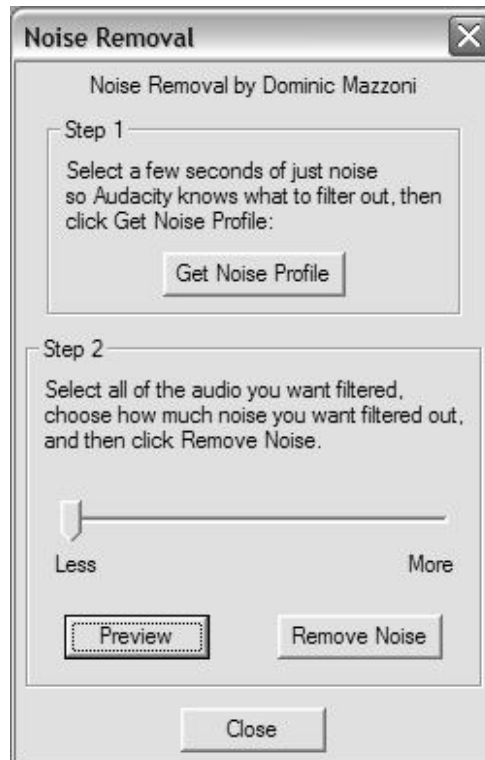 Noise Removal
Noise Removal by Dominic Mazzoni
Step 1
Select a few seconds of just noise
so Audacity knows what to filter out, then
click Get Noise Profile:
Get Noise Profile
Step 2
Select all of the audio you want filtered,
choose how much noise you want filtered out,
and then click Remove Noise.
Less More
Preview Remove Noise
Close